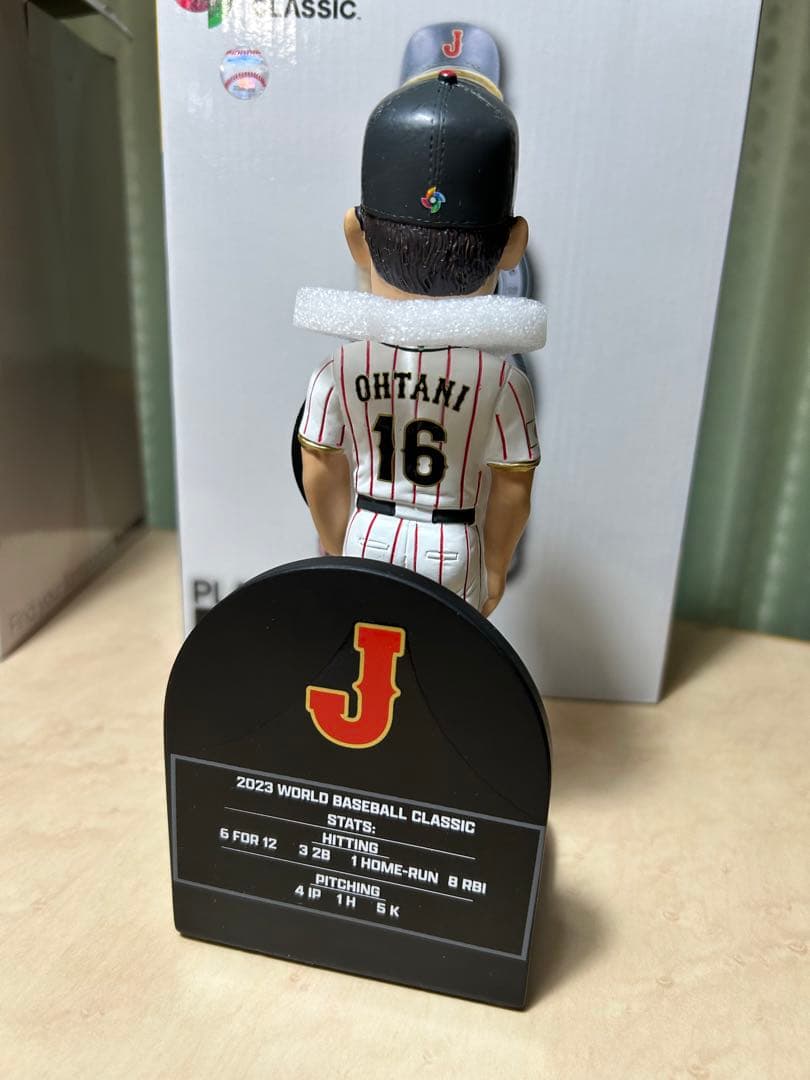 CLASSIC
J
OHTANI
16
J
2023 WORLD BASEBALL CLASSIC
STATS:
HITTING
6 FOR 12 3 2B 1 HOME-RUN 8 RBI
PITCHING
4 IP 1 H 5 K